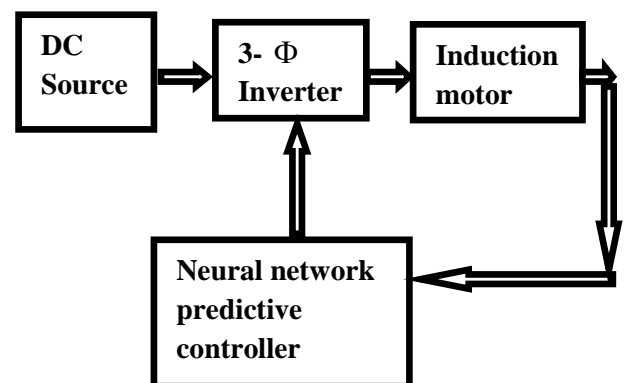 DC
Source
3- Φ
Inverter
Induction
motor
Neural network
predictive
controller